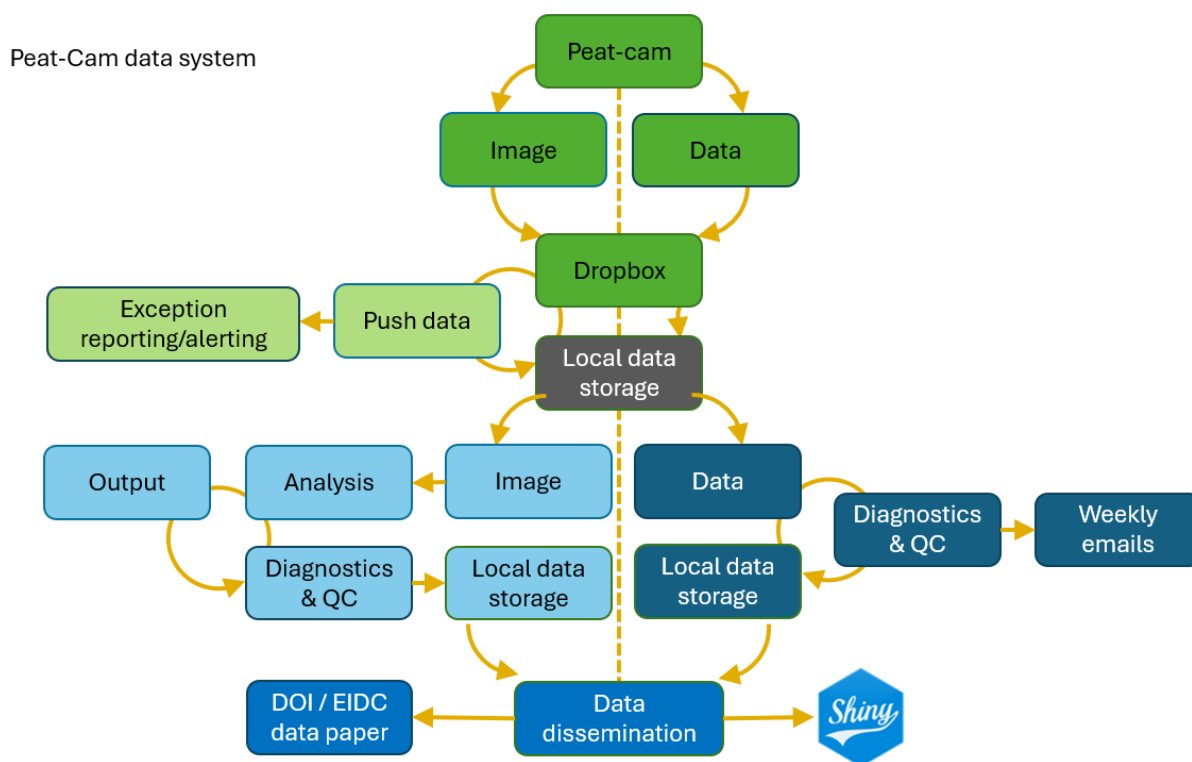 Peat-Cam data system
Peat-cam
Image
Data
Dropbox
Exception
reporting/alerting
Push data
Local data
storage
Output
Analysis
Image
Data
Diagnostics
& QC
Weekly
emails
Diagnostics
& QC
Local data
storage
Local data
storage
DOI / EIDC
data paper
Data
dissemination
Shiny